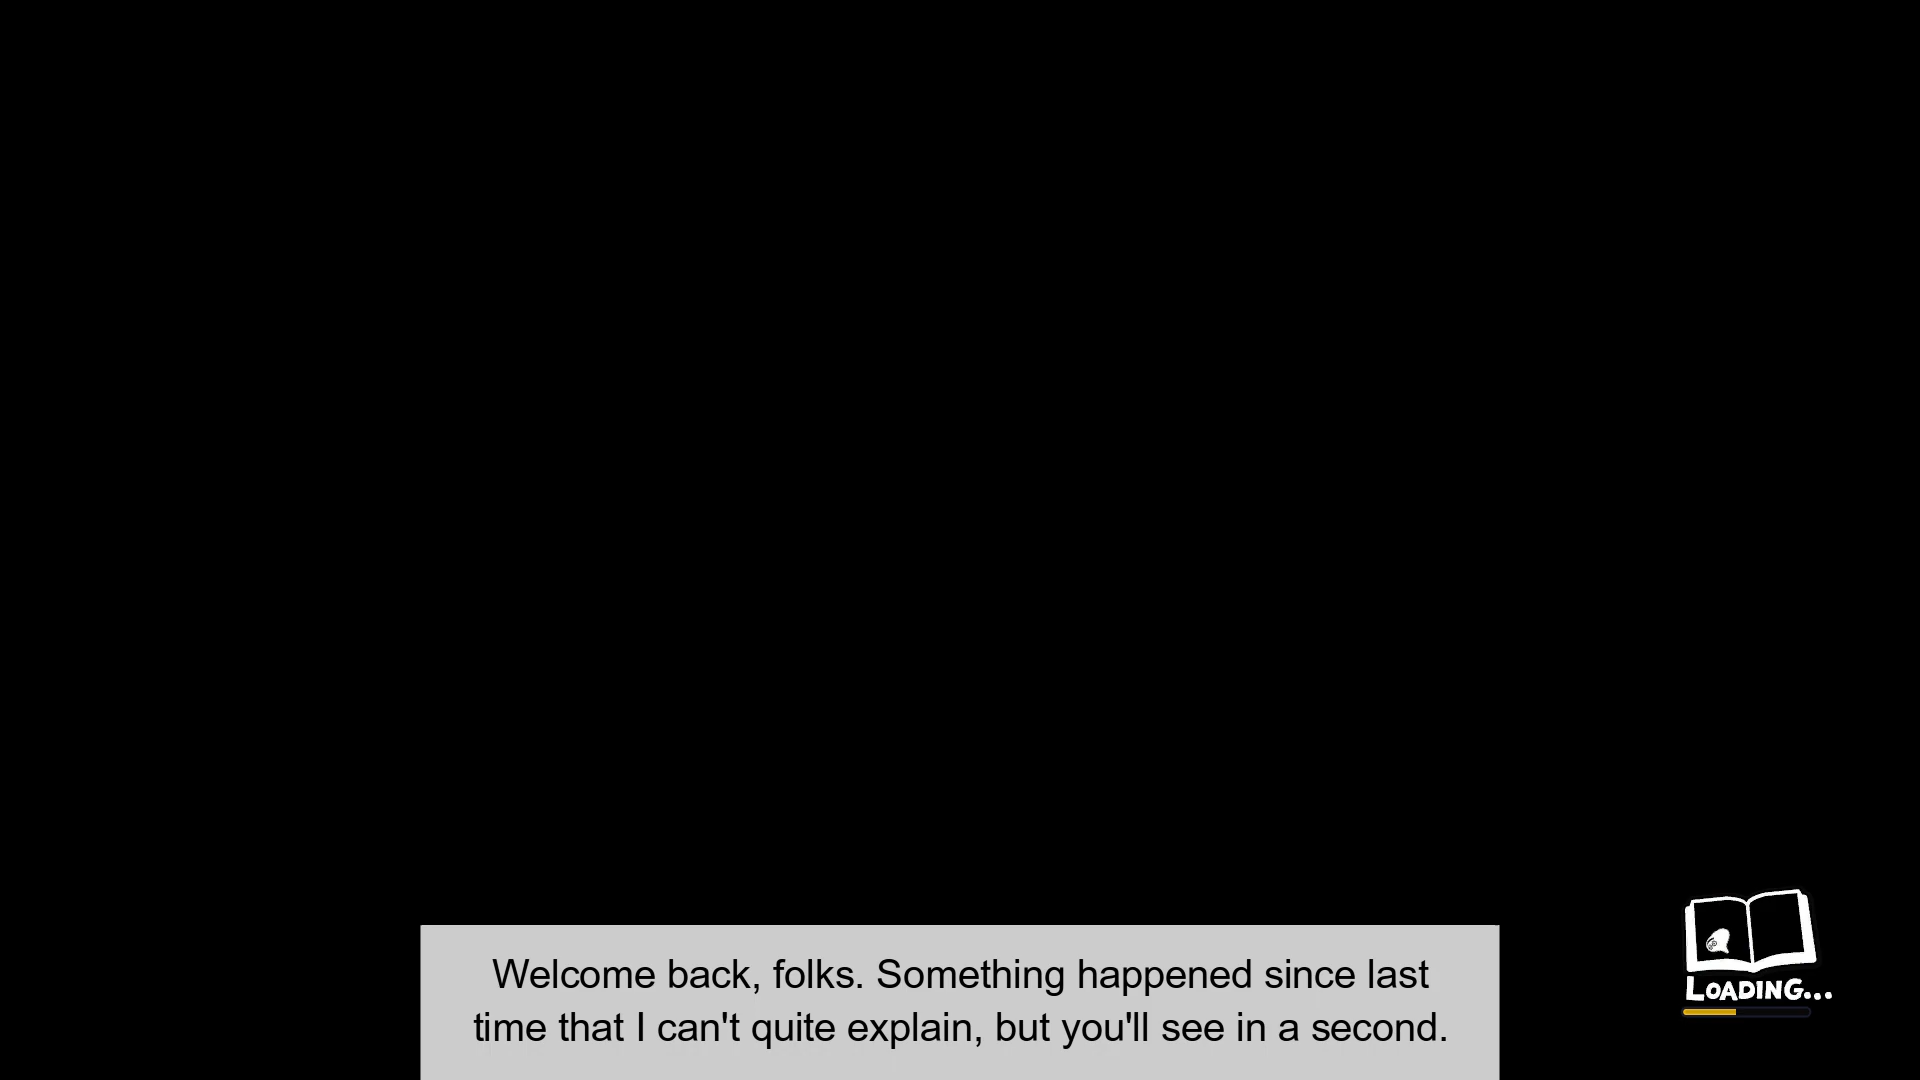 Welcome back, folks. Something happened since last
time that I can't quite explain, but you'll see in a second.
LOADING...